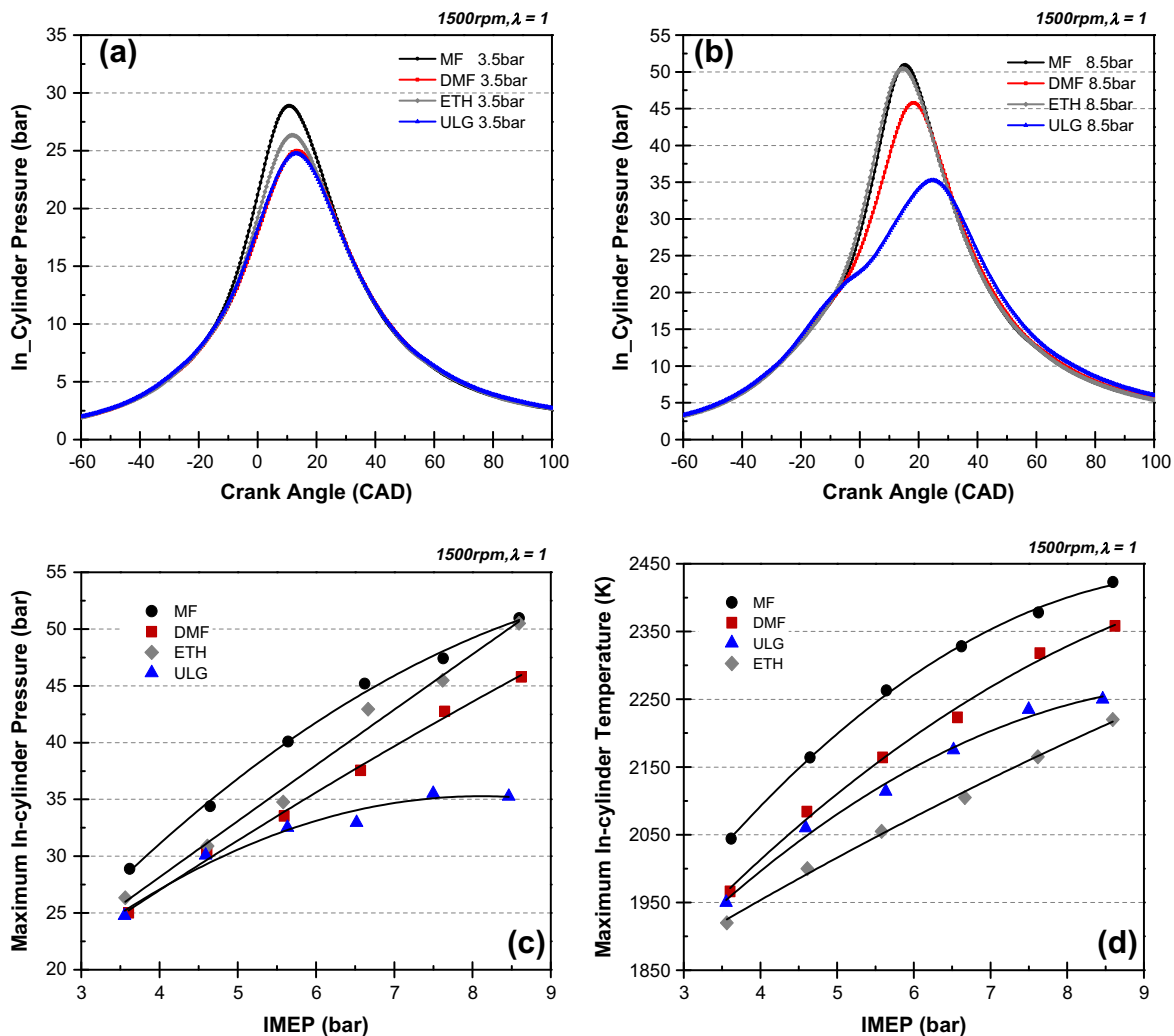 1500rpm, λ = 1
(a)
MF 3.5bar
DMF 3.5bar
ETH 3.5bar
ULG 3.5bar
In_Cylinder Pressure (bar)
35
30
25
20
15
10
5
0
-60 -40 -20 0 20 40 60 80 100
Crank Angle (CAD)
1500rpm, λ = 1
(b)
MF 8.5bar
DMF 8.5bar
ETH 8.5bar
ULG 8.5bar
In_Cylinder Pressure (bar)
55
50
45
40
35
30
25
20
15
10
5
0
-60 -40 -20 0 20 40 60 80 100
Crank Angle (CAD)
1500rpm, λ = 1
MF
DMF
ETH
ULG
Maximum In-cylinder Pressure (bar)
55
50
45
40
35
30
25
20
(c)
3 4 5 6 7 8 9
IMEP (bar)
1500rpm, λ = 1
MF
DMF
ULG
ETH
Maximum In-cylinder Temperature (K)
2450
2350
2250
2150
2050
1950
1850
(d)
3 4 5 6 7 8 9
IMEP (bar)